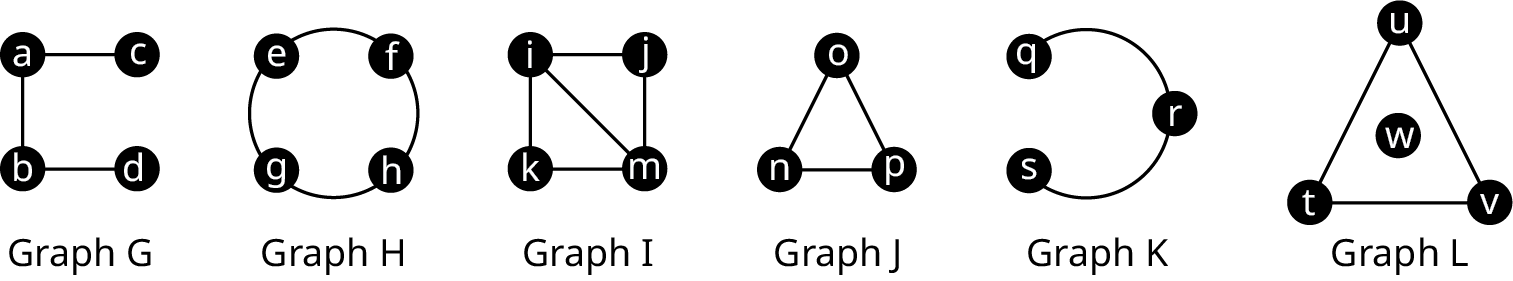 a c
b d
Graph G
e f
g h
Graph H
i j
k m
Graph I
o
n p
Graph J
q
r
s
Graph K
u
w
t v
Graph L